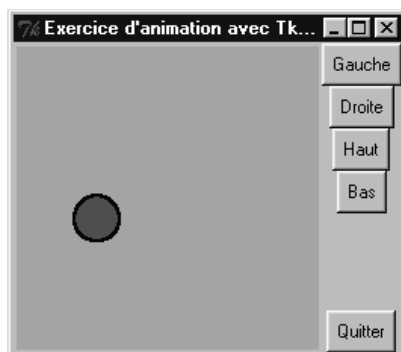 Exercice d'animation avec Tk...
Gauche
Droite
Haut
Bas
Quitter